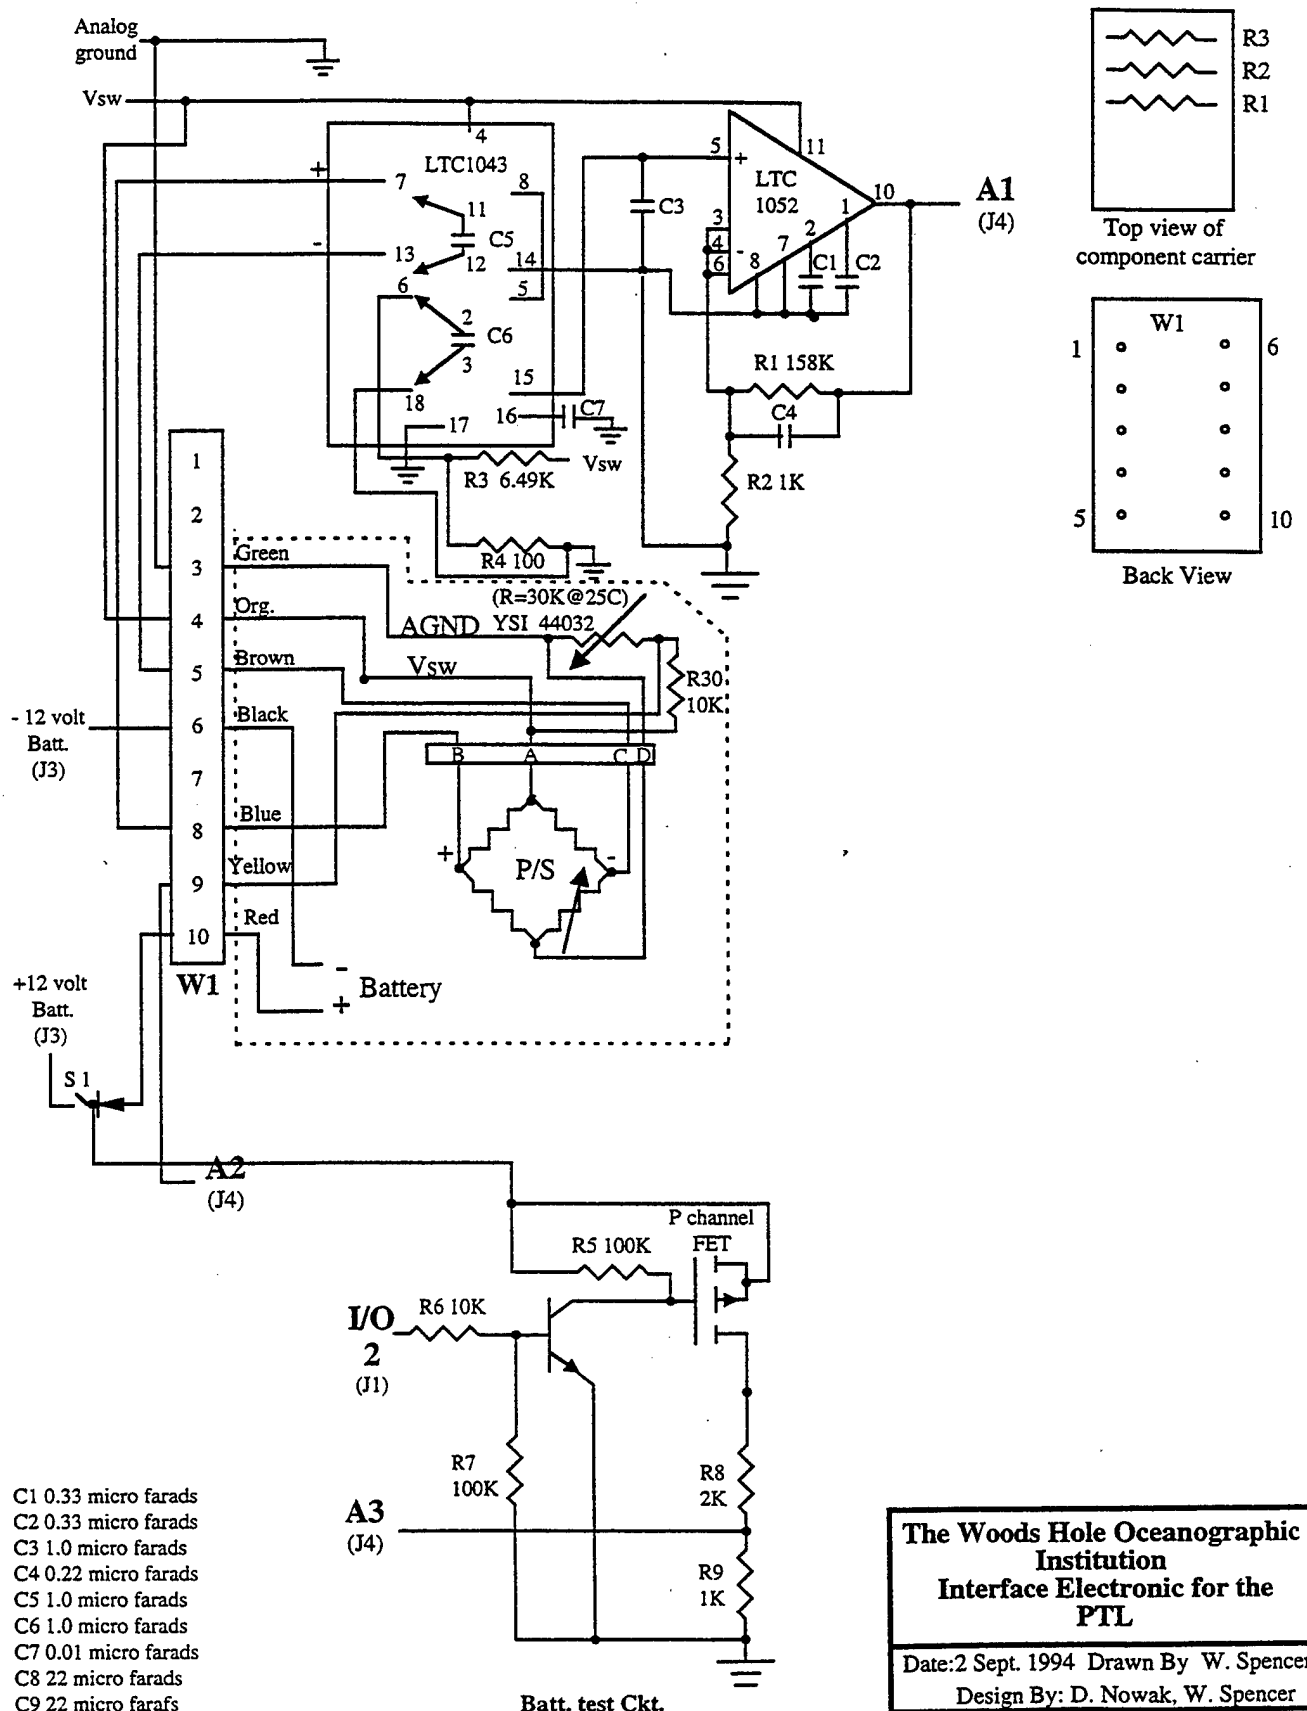 Analog
ground
Vsw
R3
R2
R1
Top view of
component carrier
4
LTC1043
+
7
8
11
C5
-
13
12
14
6
5
2
C6
3
15
18
16
C7
17
Vsw
R3 6.49K
R4 100
C3
5
+
11
LTC
1052
10
3
4
-
6
1
2
7
8
C1
C2
A1
(J4)
R1 158K
C4
R2 1K
W1
1
6
5
10
Back View
1
2
3
4
5
6
7
8
9
10
W1
Green
Org.
Brown
Black
Blue
Yellow
Red
- 12 volt
Batt.
(J3)
(R=30K@25C)
AGND YSI 44032
Vsw
R30
10K
B
A
C
D
+
P/S
-
-
Battery
+
+12 volt
Batt.
(J3)
S 1
A2
(J4)
P channel
FET
R5 100K
I/O
2
(J1)
R6 10K
R7
100K
R8
2K
A3
(J4)
R9
1K
C1 0.33 micro farads
C2 0.33 micro farads
C3 1.0 micro farads
C4 0.22 micro farads
C5 1.0 micro farads
C6 1.0 micro farads
C7 0.01 micro farads
C8 22 micro farads
C9 22 micro farafs
Batt. test Ckt.
The Woods Hole Oceanographic
Institution
Interface Electronic for the
PTL
Date:2 Sept. 1994 Drawn By W. Spencer
Design By: D. Nowak, W. Spencer